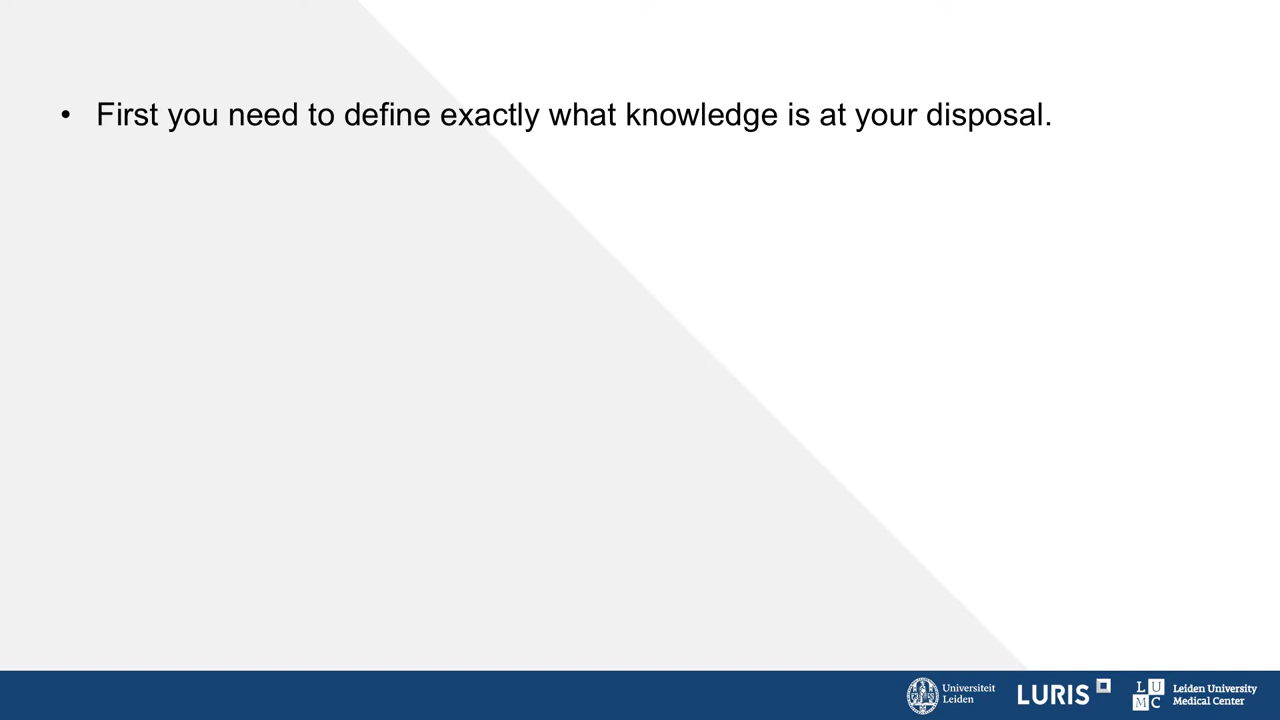 • First you need to define exactly what knowledge is at your disposal.
Universiteit
Leiden
LURIS
L U
M C
Leiden University
Medical Center